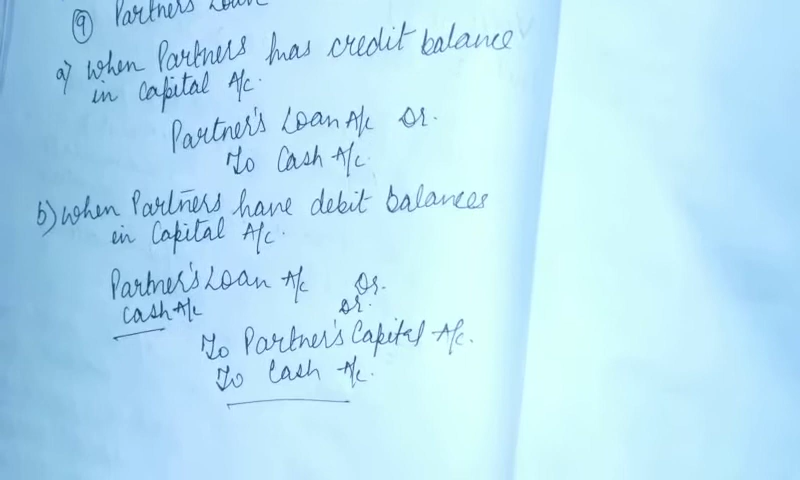 ⑨ Partners Loan
a) When Partners has credit balance
in Capital A/c.
Partner's Loan A/c Dr.
To Cash A/c
b) When Partners have debit balances
in Capital A/c.
Partner's Loan A/c Dr.
Cash A/c Dr.
To Partner's Capital A/c.
To Cash A/c.